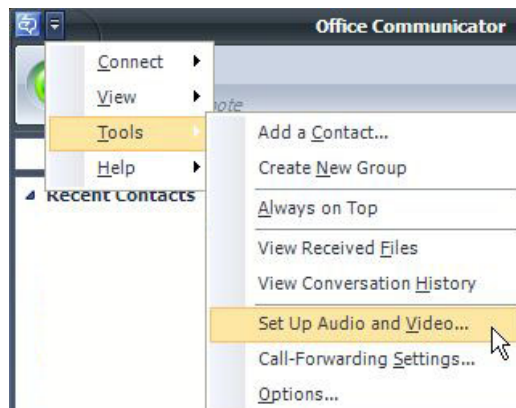 Office Communicator
Connect
View
note
Tools
Add a Contact...
Help
Create New Group
Recent Contacts
Always on Top
View Received Files
View Conversation History
Set Up Audio and Video...
Call-Forwarding Settings...
Options...